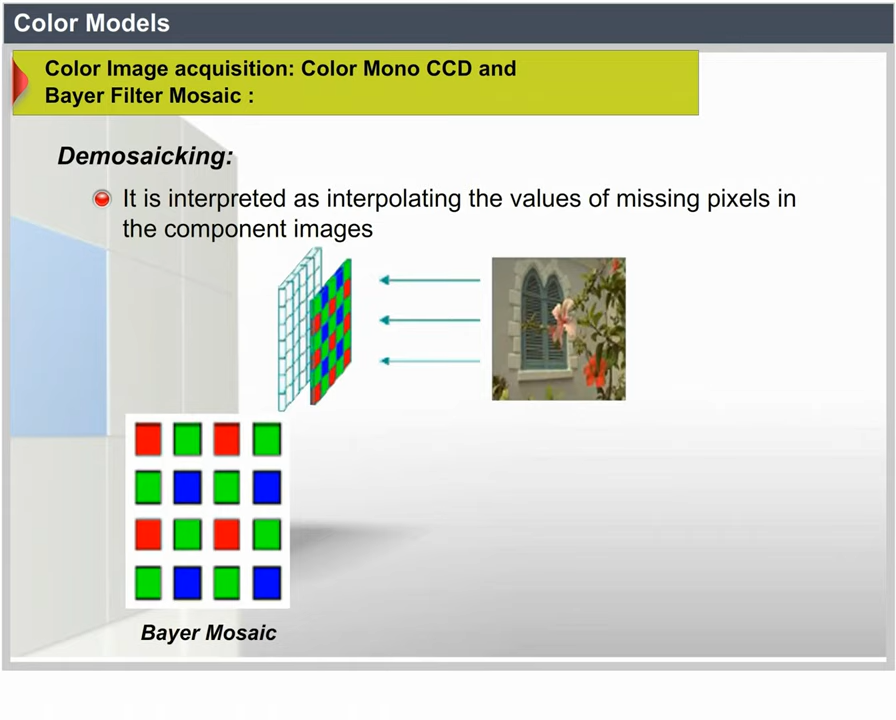 Color Models
Color Image acquisition: Color Mono CCD and
Bayer Filter Mosaic :
Demosaicking:
It is interpreted as interpolating the values of missing pixels in
the component images
Bayer Mosaic